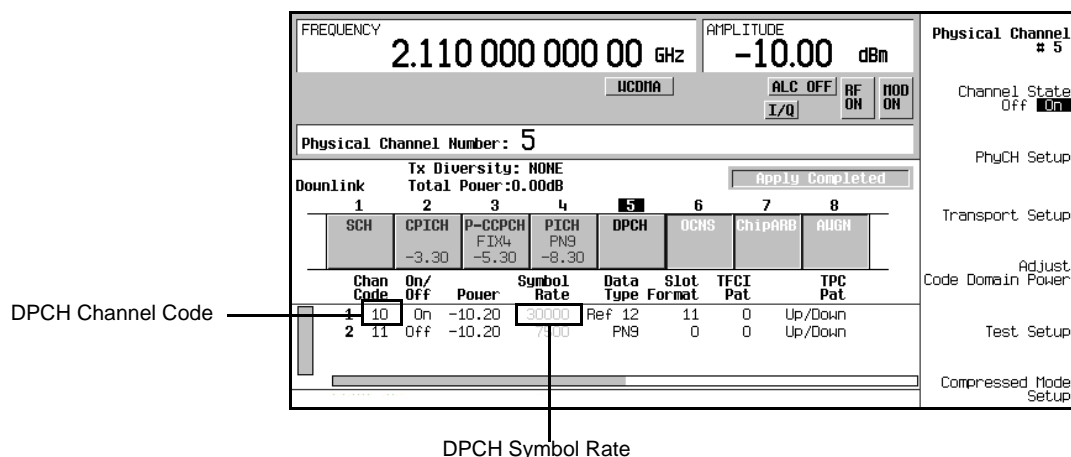 FREQUENCY
2.110 000 000 00 GHz
AMPLITUDE
-10.00 dBm
WCDMA
ALC OFF
I/Q
RF ON
MOD ON
Physical Channel Number: 5
Downlink
Tx Diversity: NONE
Total Power:0.00dB
Apply Completed
1 2 3 4 5 6 7 8
SCH CPICH P-CCPCH PICH DPCH OCNS ChipARB AWGN
FIX4 PN9
-3.30 -5.30 -8.30
Chan On/ Symbol Data Slot TFCI TPC
Code Off Power Rate Type Format Pat Pat
1 10 On -10.20 30000 Ref 12 11 0 Up/Down
2 11 Off -10.20 7500 PN9 0 0 Up/Down
Physical Channel
# 5
Channel State
Off On
PhyCH Setup
Transport Setup
Adjust
Code Domain Power
Test Setup
Compressed Mode
Setup
DPCH Channel Code
DPCH Symbol Rate